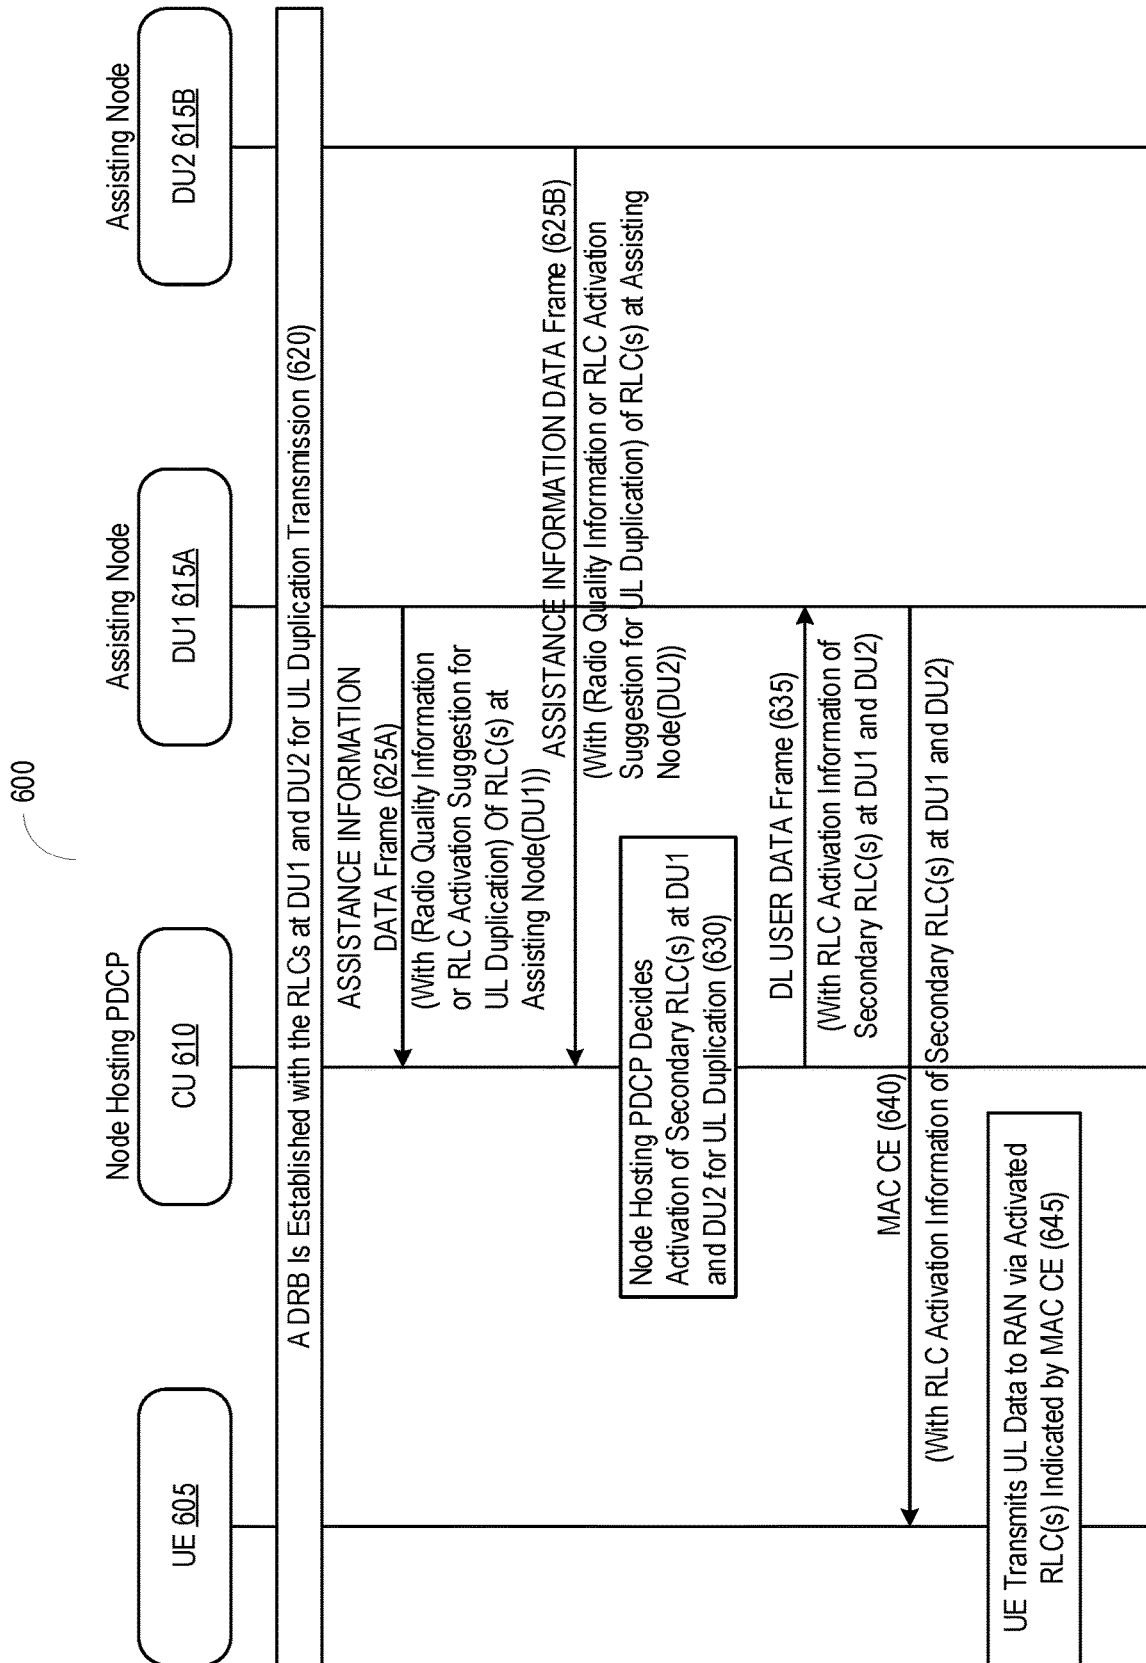 600
Node Hosting PDCP
Assisting Node
Assisting Node
UE 605
CU 610
DU1 615A
DU2 615B
A DRB Is Established with the RLCs at DU1 and DU2 for UL Duplication Transmission (620)
ASSISTANCE INFORMATION
DATA Frame (625A)
(With (Radio Quality Information
or RLC Activation Suggestion for
UL Duplication) Of RLC(s) at
Assisting Node(DU1))
ASSISTANCE INFORMATION DATA Frame (625B)
(With (Radio Quality Information or RLC Activation
Suggestion for UL Duplication) of RLC(s) at Assisting
Node(DU2))
Node Hosting PDCP Decides
Activation of Secondary RLC(s) at DU1
and DU2 for UL Duplication (630)
DL USER DATA Frame (635)
(With RLC Activation Information of
Secondary RLC(s) at DU1 and DU2)
MAC CE (640)
(With RLC Activation Information of Secondary RLC(s) at DU1 and DU2)
UE Transmits UL Data to RAN via Activated
RLC(s) Indicated by MAC CE (645)